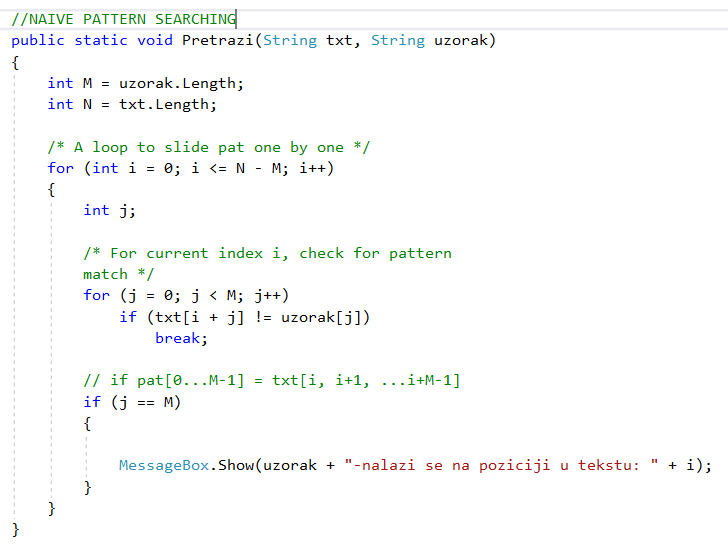 //NAIVE PATTERN SEARCHING
public static void Pretrazi(String txt, String uzorak)
{
int M = uzorak.Length;
int N = txt.Length;
/* A loop to slide pat one by one */
for (int i = 0; i <= N - M; i++)
{
int j;
/* For current index i, check for pattern
match */
for (j = 0; j < M; j++)
if (txt[i + j] != uzorak[j])
break;
// if pat[0...M-1] = txt[i, i+1, ...i+M-1]
if (j == M)
{
MessageBox.Show(uzorak + "-nalazi se na poziciji u tekstu: " + i);
}
}
}